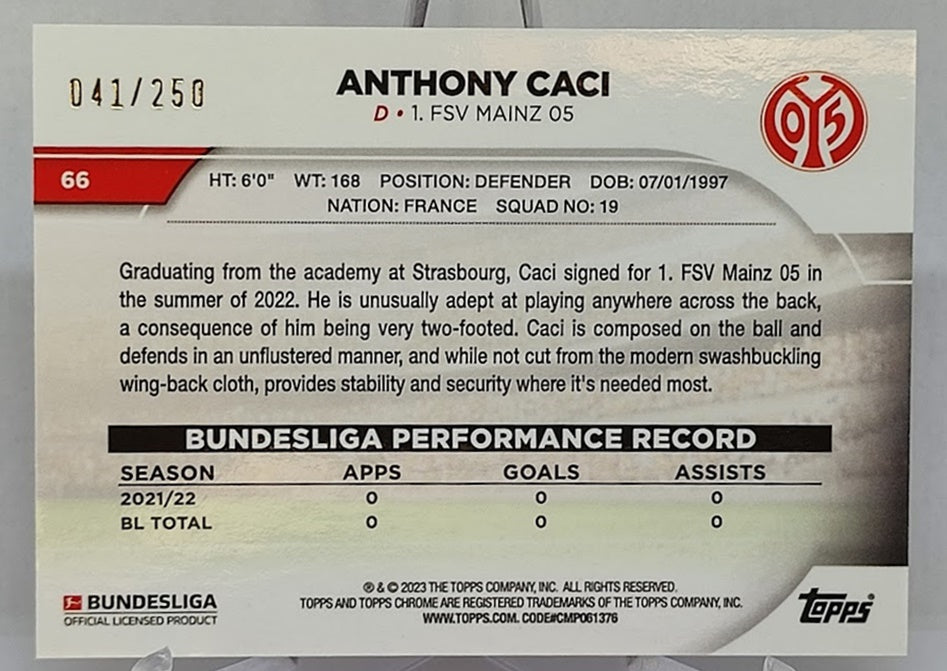 041/250
ANTHONY CACI
D • 1. FSV MAINZ 05
05
66
HT: 6'0" WT: 168 POSITION: DEFENDER DOB: 07/01/1997
NATION: FRANCE SQUAD NO: 19
Graduating from the academy at Strasbourg, Caci signed for 1. FSV Mainz 05 in
the summer of 2022. He is unusually adept at playing anywhere across the back,
a consequence of him being very two-footed. Caci is composed on the ball and
defends in an unflustered manner, and while not cut from the modern swashbuckling
wing-back cloth, provides stability and security where it's needed most.
BUNDESLIGA PERFORMANCE RECORD
SEASON APPS GOALS ASSISTS
2021/22 0 0 0
BL TOTAL 0 0 0
® & © 2023 THE TOPPS COMPANY, INC. ALL RIGHTS RESERVED.
TOPPS AND TOPPS CHROME ARE REGISTERED TRADEMARKS OF THE TOPPS COMPANY, INC.
WWW.TOPPS.COM. CODE#CMP061376
BUNDESLIGA
OFFICIAL LICENSED PRODUCT
topps